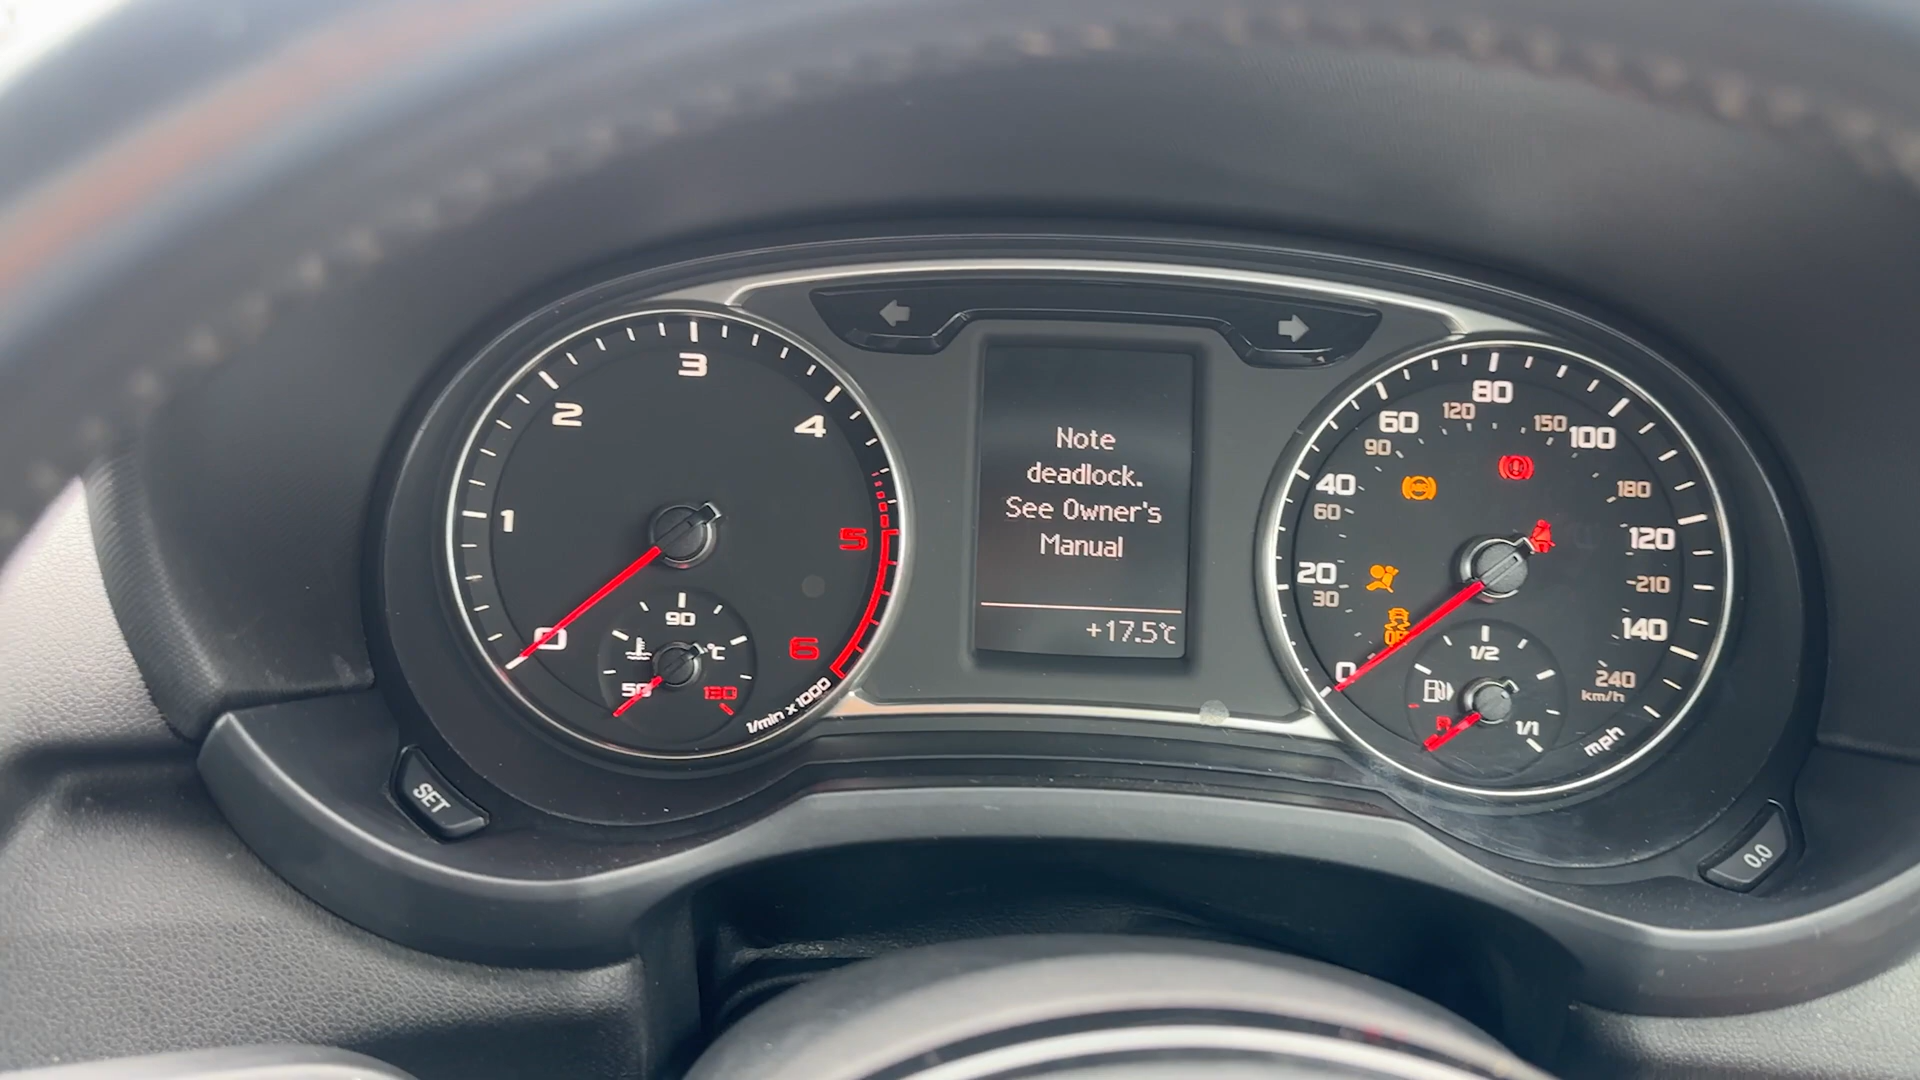 Note
deadlock.
See Owner's
Manual
+17.5°C
0
1
2
3
4
5
6
1/min x 1000
50
90
130
°C
0
20
40
60
80
100
120
140
mph
30
60
90
120
150
180
210
240
km/h
ABS
OFF
R
1/2
1/1
SET
0.0